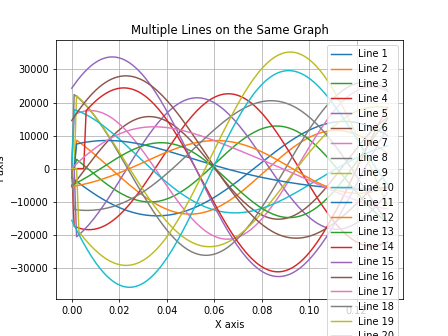 Multiple Lines on the Same Graph
30000
20000
10000
0
−10000
−20000
−30000
0.00
0.02
0.04
0.06
0.08
0.10
X axis
Line 1
Line 2
Line 3
Line 4
Line 5
Line 6
Line 7
Line 8
Line 9
Line 10
Line 11
Line 12
Line 13
Line 14
Line 15
Line 16
Line 17
Line 18
Line 19
Line 20